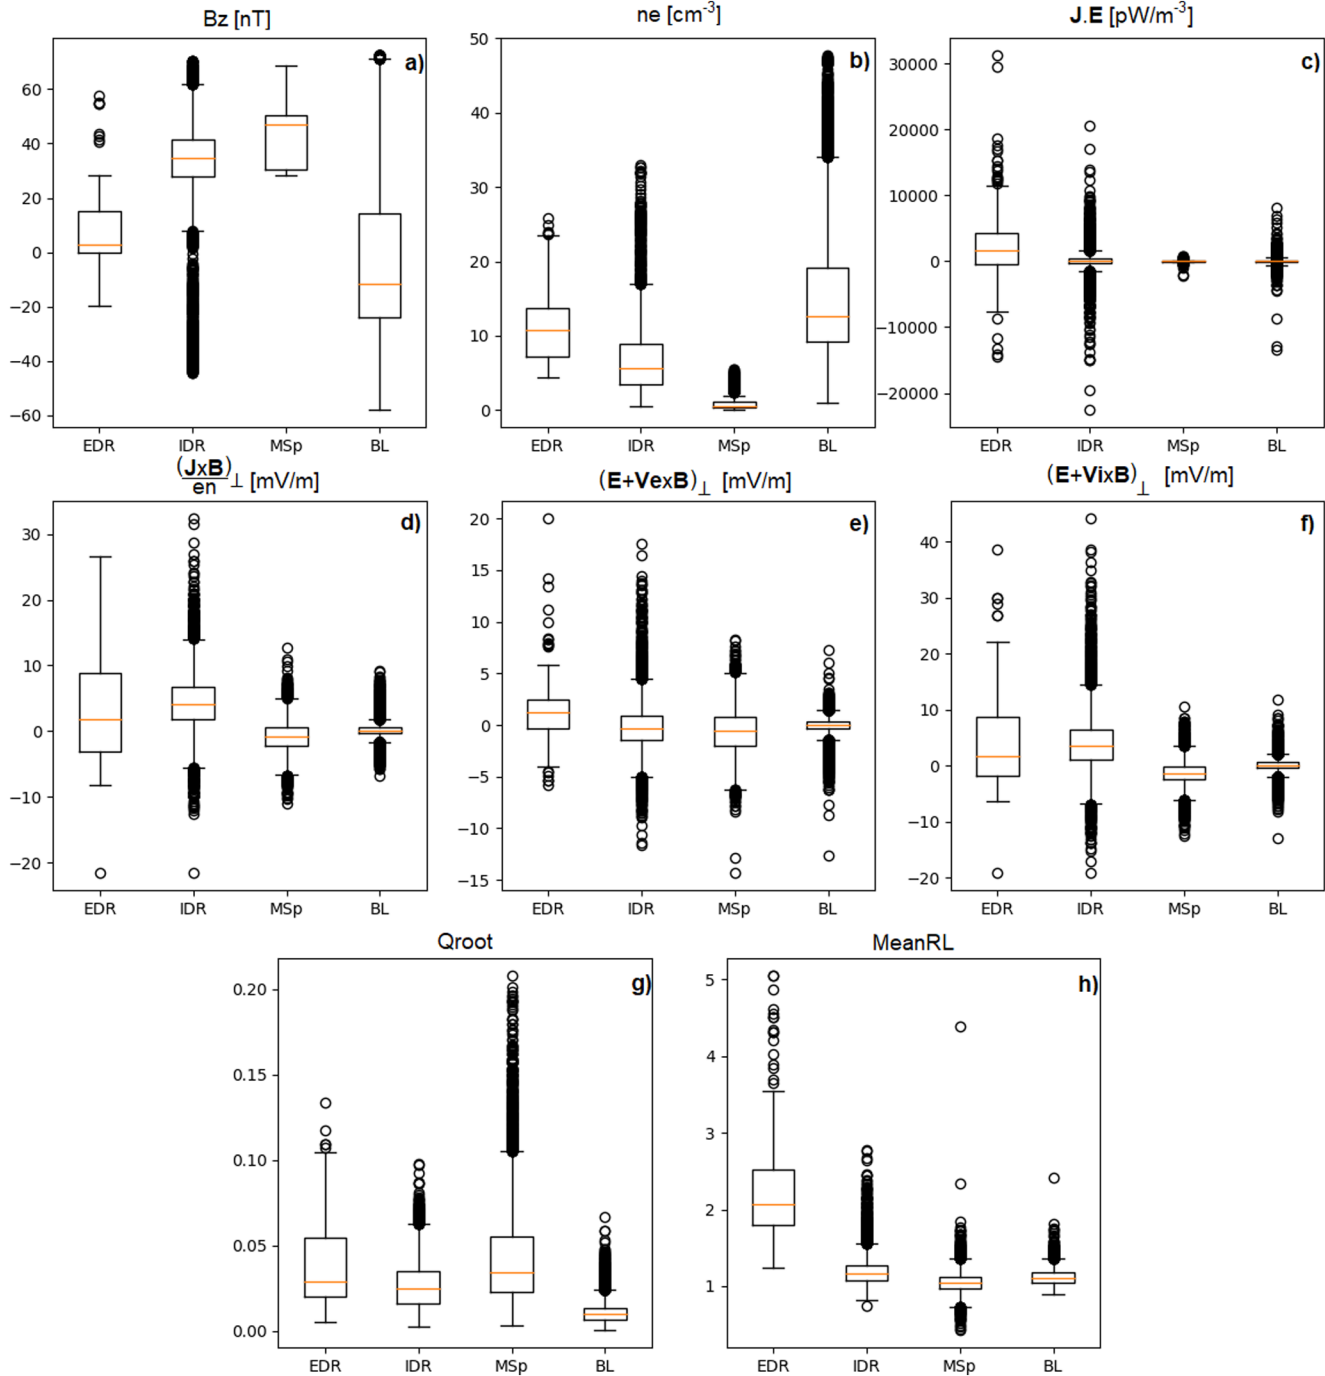 Bz [nT]
a)
60
40
20
0
−20
−40
−60
EDR IDR MSp BL
ne [cm-3]
b)
50
40
30
20
10
0
EDR IDR MSp BL
J.E [pW/m-3]
c)
30000
20000
10000
0
−10000
−20000
EDR IDR MSp BL
(JxB)
en ⊥ [mV/m]
d)
30
20
10
0
−10
−20
EDR IDR MSp BL
(E+VexB)⊥ [mV/m]
e)
20
15
10
5
0
−5
−10
−15
EDR IDR MSp BL
(E+VixB)⊥ [mV/m]
f)
40
30
20
10
0
−10
−20
EDR IDR MSp BL
Qroot
g)
0.20
0.15
0.10
0.05
0.00
EDR IDR MSp BL
MeanRL
h)
5
4
3
2
1
EDR IDR MSp BL